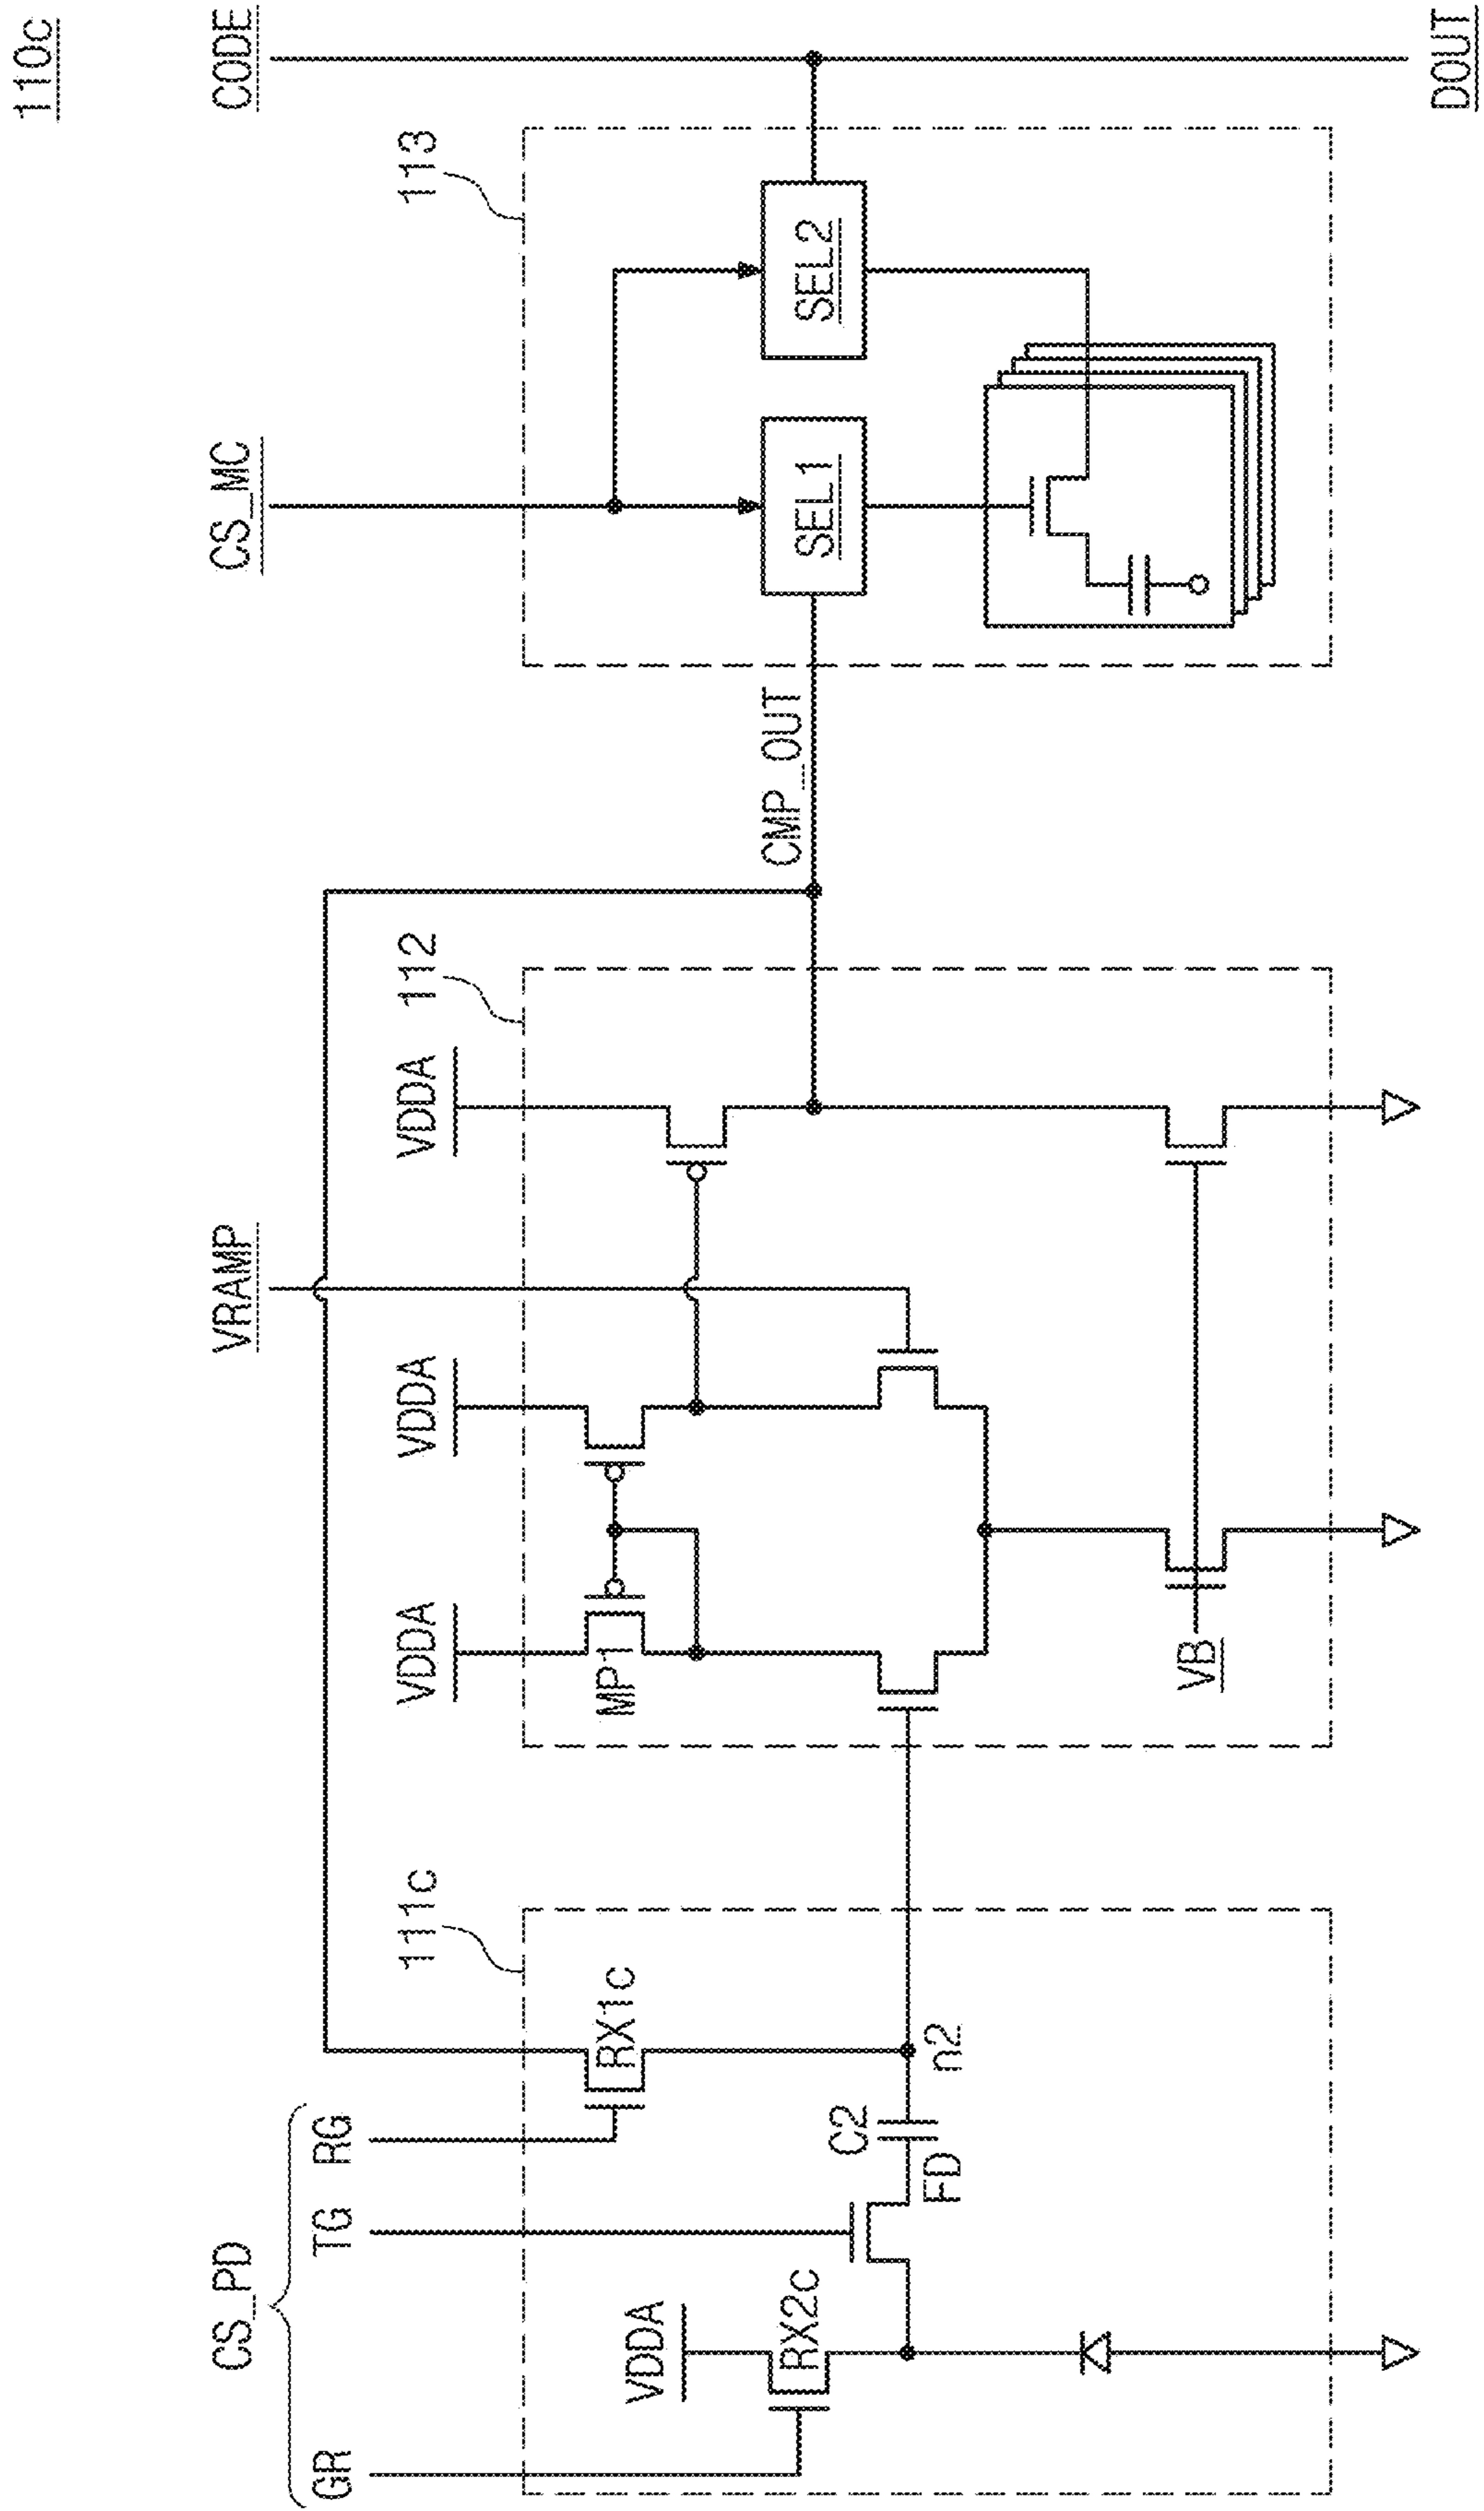 110c
CS_PD
GR
TG
RG
VRAMP
CS_MC
CODE
111c
VDDA
VDDA
VDDA
112
113
VDDA
RX1c
MP1
RX2c
C2
CMP_OUT
SEL1
SEL2
FD
n2
VB
DOUT